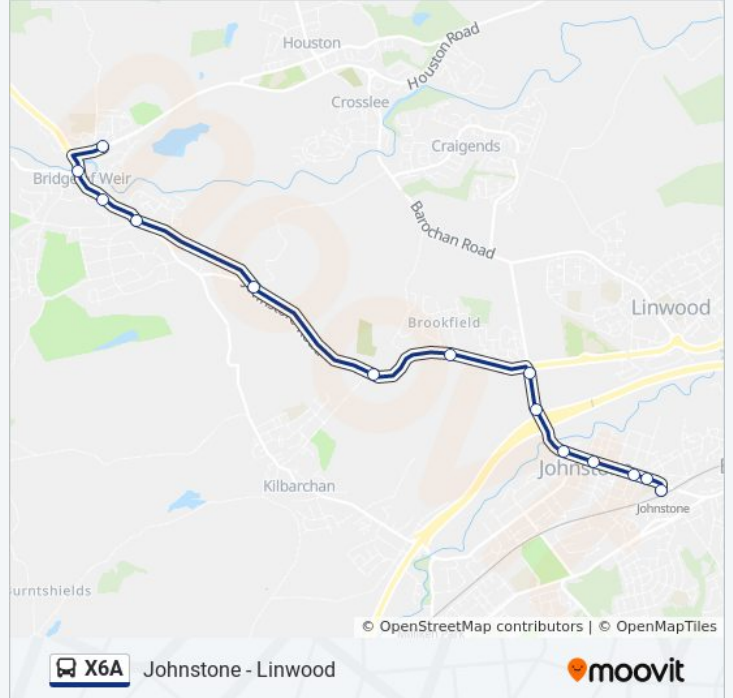 Houston
Houston Road
Crosslee
Craigends
Bridge of Weir
Barochan Road
Linwood
Brookfield
Johnstone
Kilbarchan
Johnstone
urntshields
© OpenStreetMap contributors | © OpenMapTiles
X6A Johnstone - Linwood
moovit